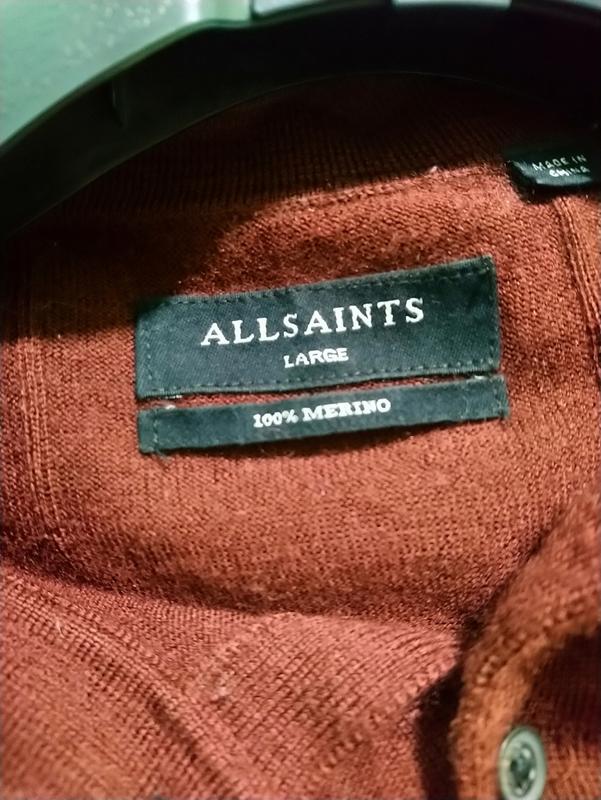 MADE IN
CHINA
ALLSAINTS
LARGE
100% MERINO